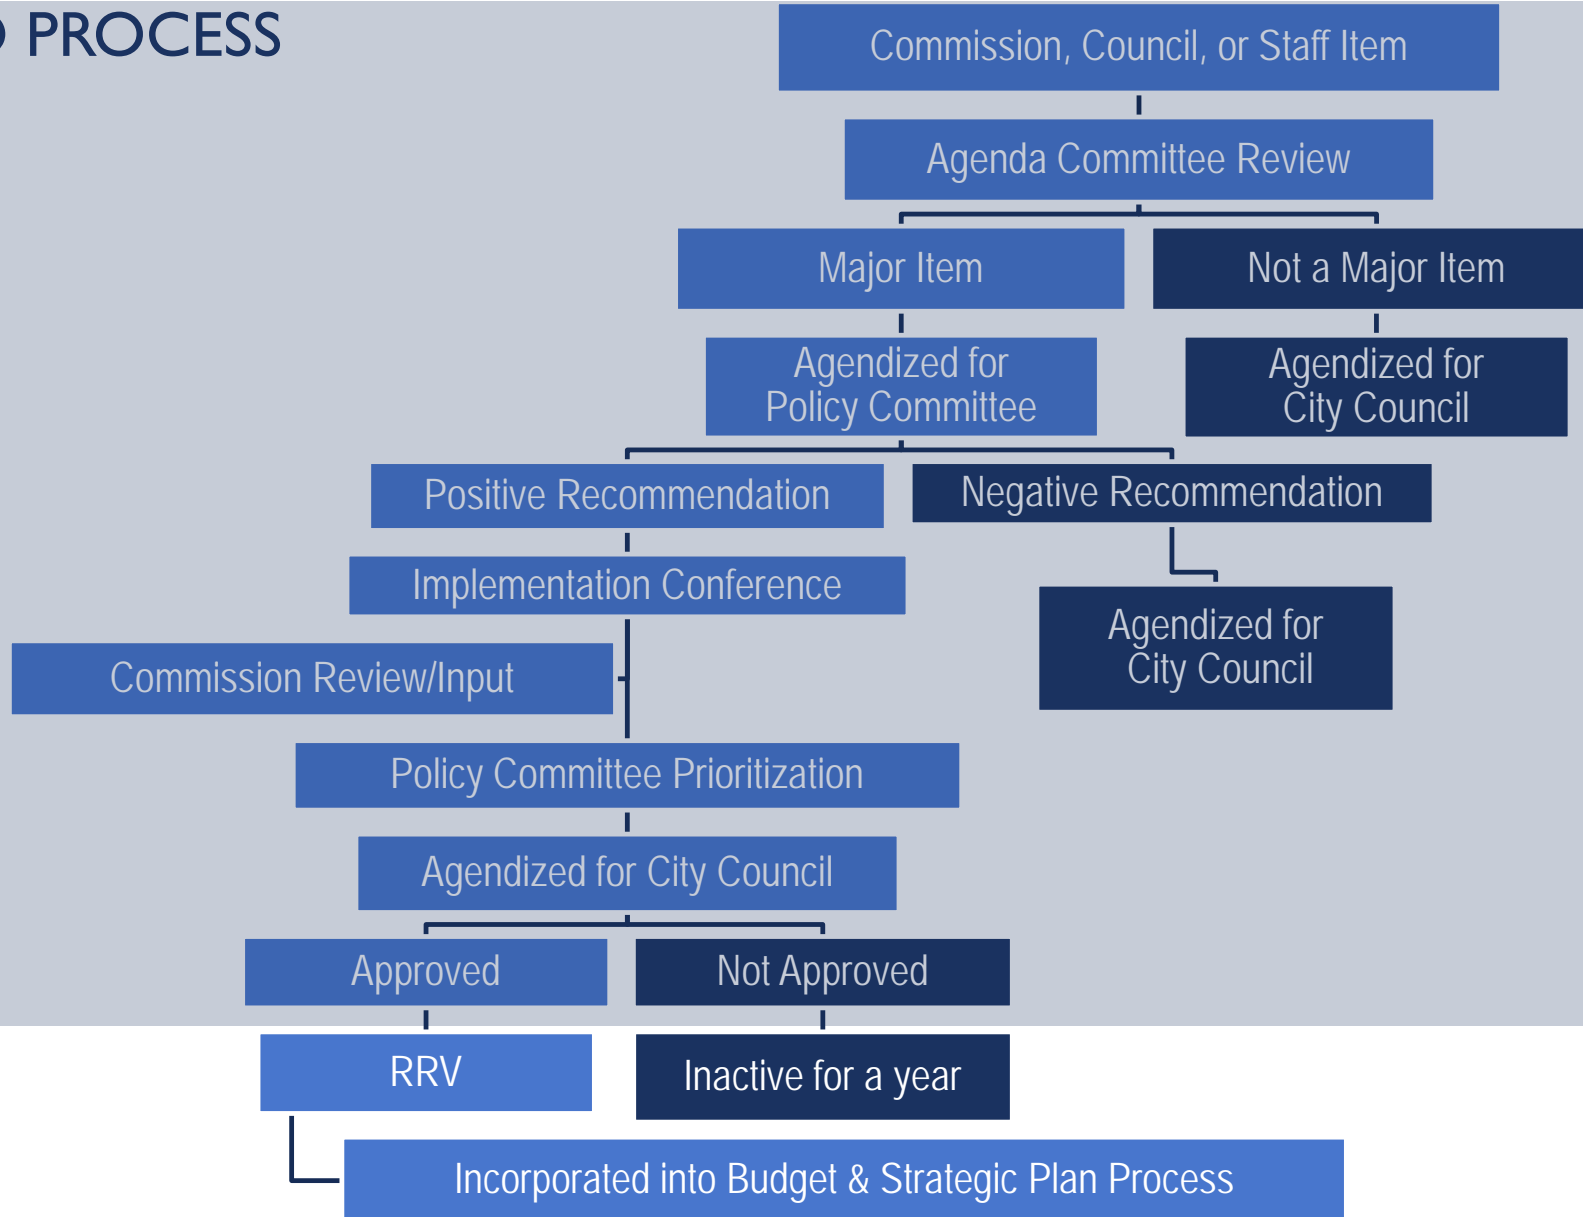 PROCESS
Commission, Council, or Staff Item
Agenda Committee Review
Major Item
Not a Major Item
Agendized for
Policy Committee
Agendized for
City Council
Positive Recommendation
Negative Recommendation
Implementation Conference
Agendized for
City Council
Commission Review/Input
Policy Committee Prioritization
Agendized for City Council
Approved
Not Approved
RRV
Inactive for a year
Incorporated into Budget & Strategic Plan Process